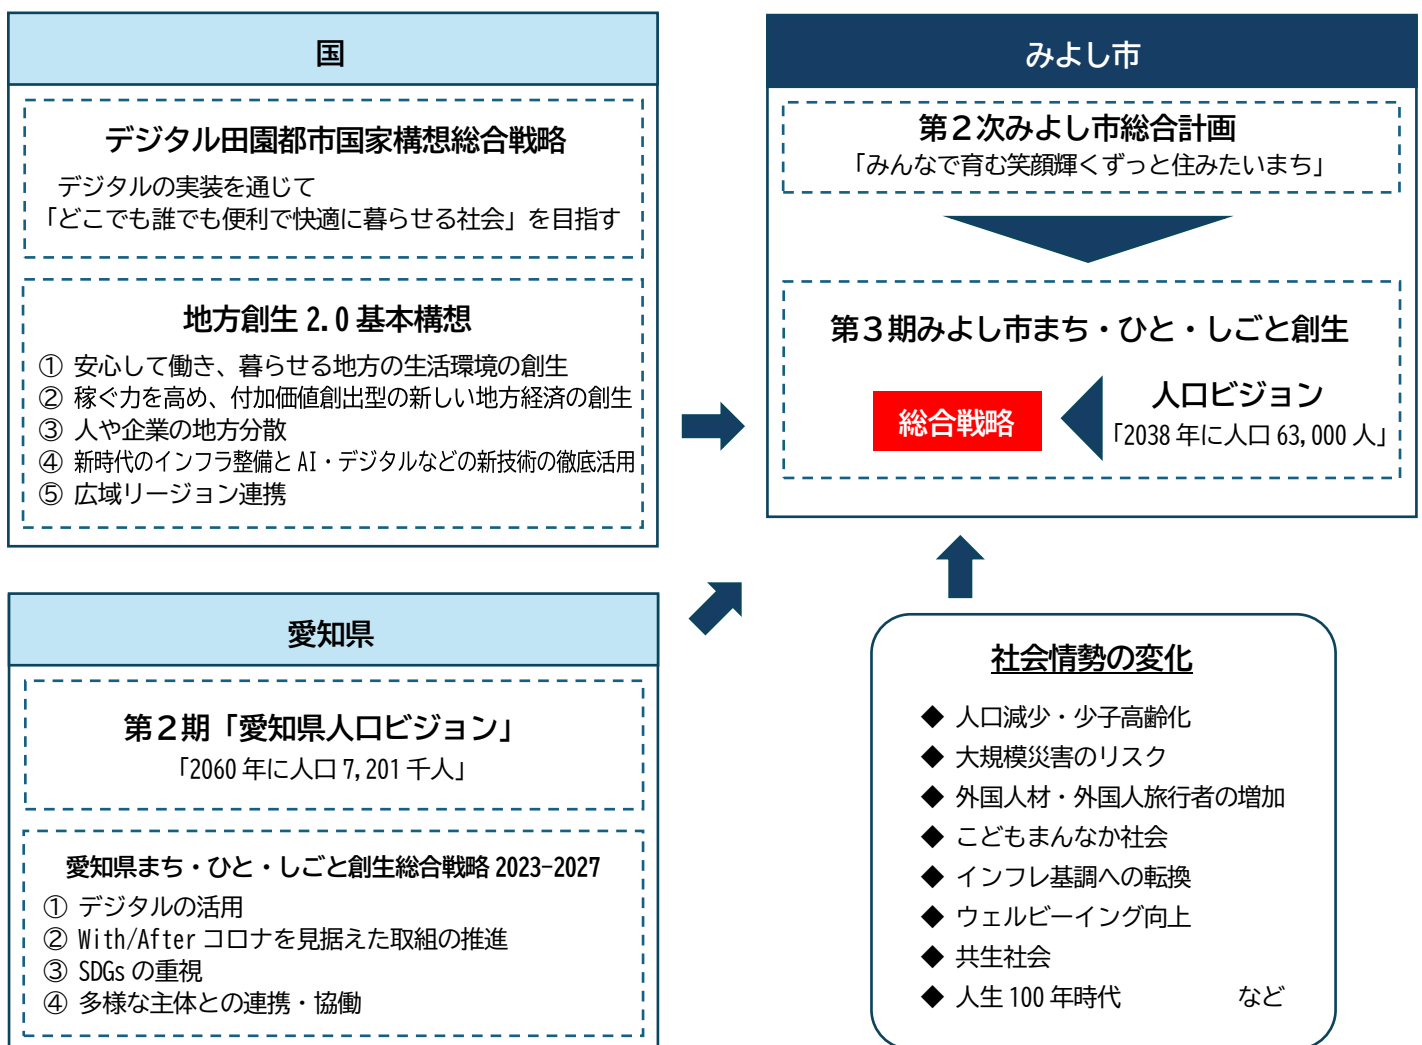 国
デジタル田園都市国家構想総合戦略
デジタルの実装を通じて
「どこでも誰でも便利で快適に暮らせる社会」を目指す
地方創生 2.0 基本構想
① 安心して働き、暮らせる地方の生活環境の創生
② 稼ぐ力を高め、付加価値創出型の新しい地方経済の創生
③ 人や企業の地方分散
④ 新時代のインフラ整備と AI・デジタルなどの新技術の徹底活用
⑤ 広域リージョン連携
みよし市
第２次みよし市総合計画
「みんなで育む笑顔輝くずっと住みたいまち」
第３期みよし市まち・ひと・しごと創生
総合戦略
人口ビジョン
「2038 年に人口 63,000 人」
愛知県
第２期「愛知県人口ビジョン」
「2060 年に人口 7,201 千人」
愛知県まち・ひと・しごと創生総合戦略 2023-2027
① デジタルの活用
② With/After コロナを見据えた取組の推進
③ SDGs の重視
④ 多様な主体との連携・協働
社会情勢の変化
◆ 人口減少・少子高齢化
◆ 大規模災害のリスク
◆ 外国人材・外国人旅行者の増加
◆ こどもまんなか社会
◆ インフレ基調への転換
◆ ウェルビーイング向上
◆ 共生社会
◆ 人生 100 年時代 など